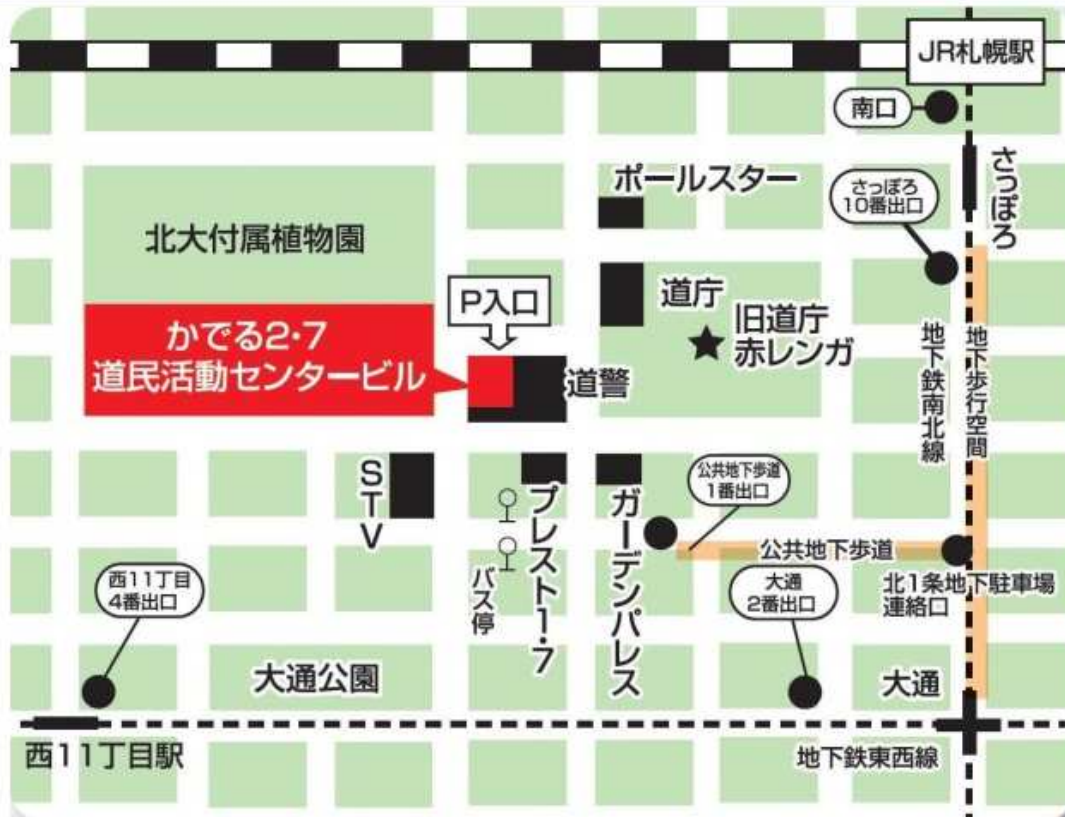 JR札幌駅
南口
さっぽろ
ポールスター
さっぽろ
10番出口
北大付属植物園
P入口
道庁
旧道庁
赤レンガ
かでる2・7
道民活動センタービル
道警
地下鉄南北線
地下歩行空間
STV
プレスト1・7
ガーデンパレス
公共地下歩道
1番出口
公共地下歩道
バス停
西11丁目
4番出口
大通
2番出口
北1条地下駐車場
連絡口
大通公園
大通
西11丁目駅
地下鉄東西線